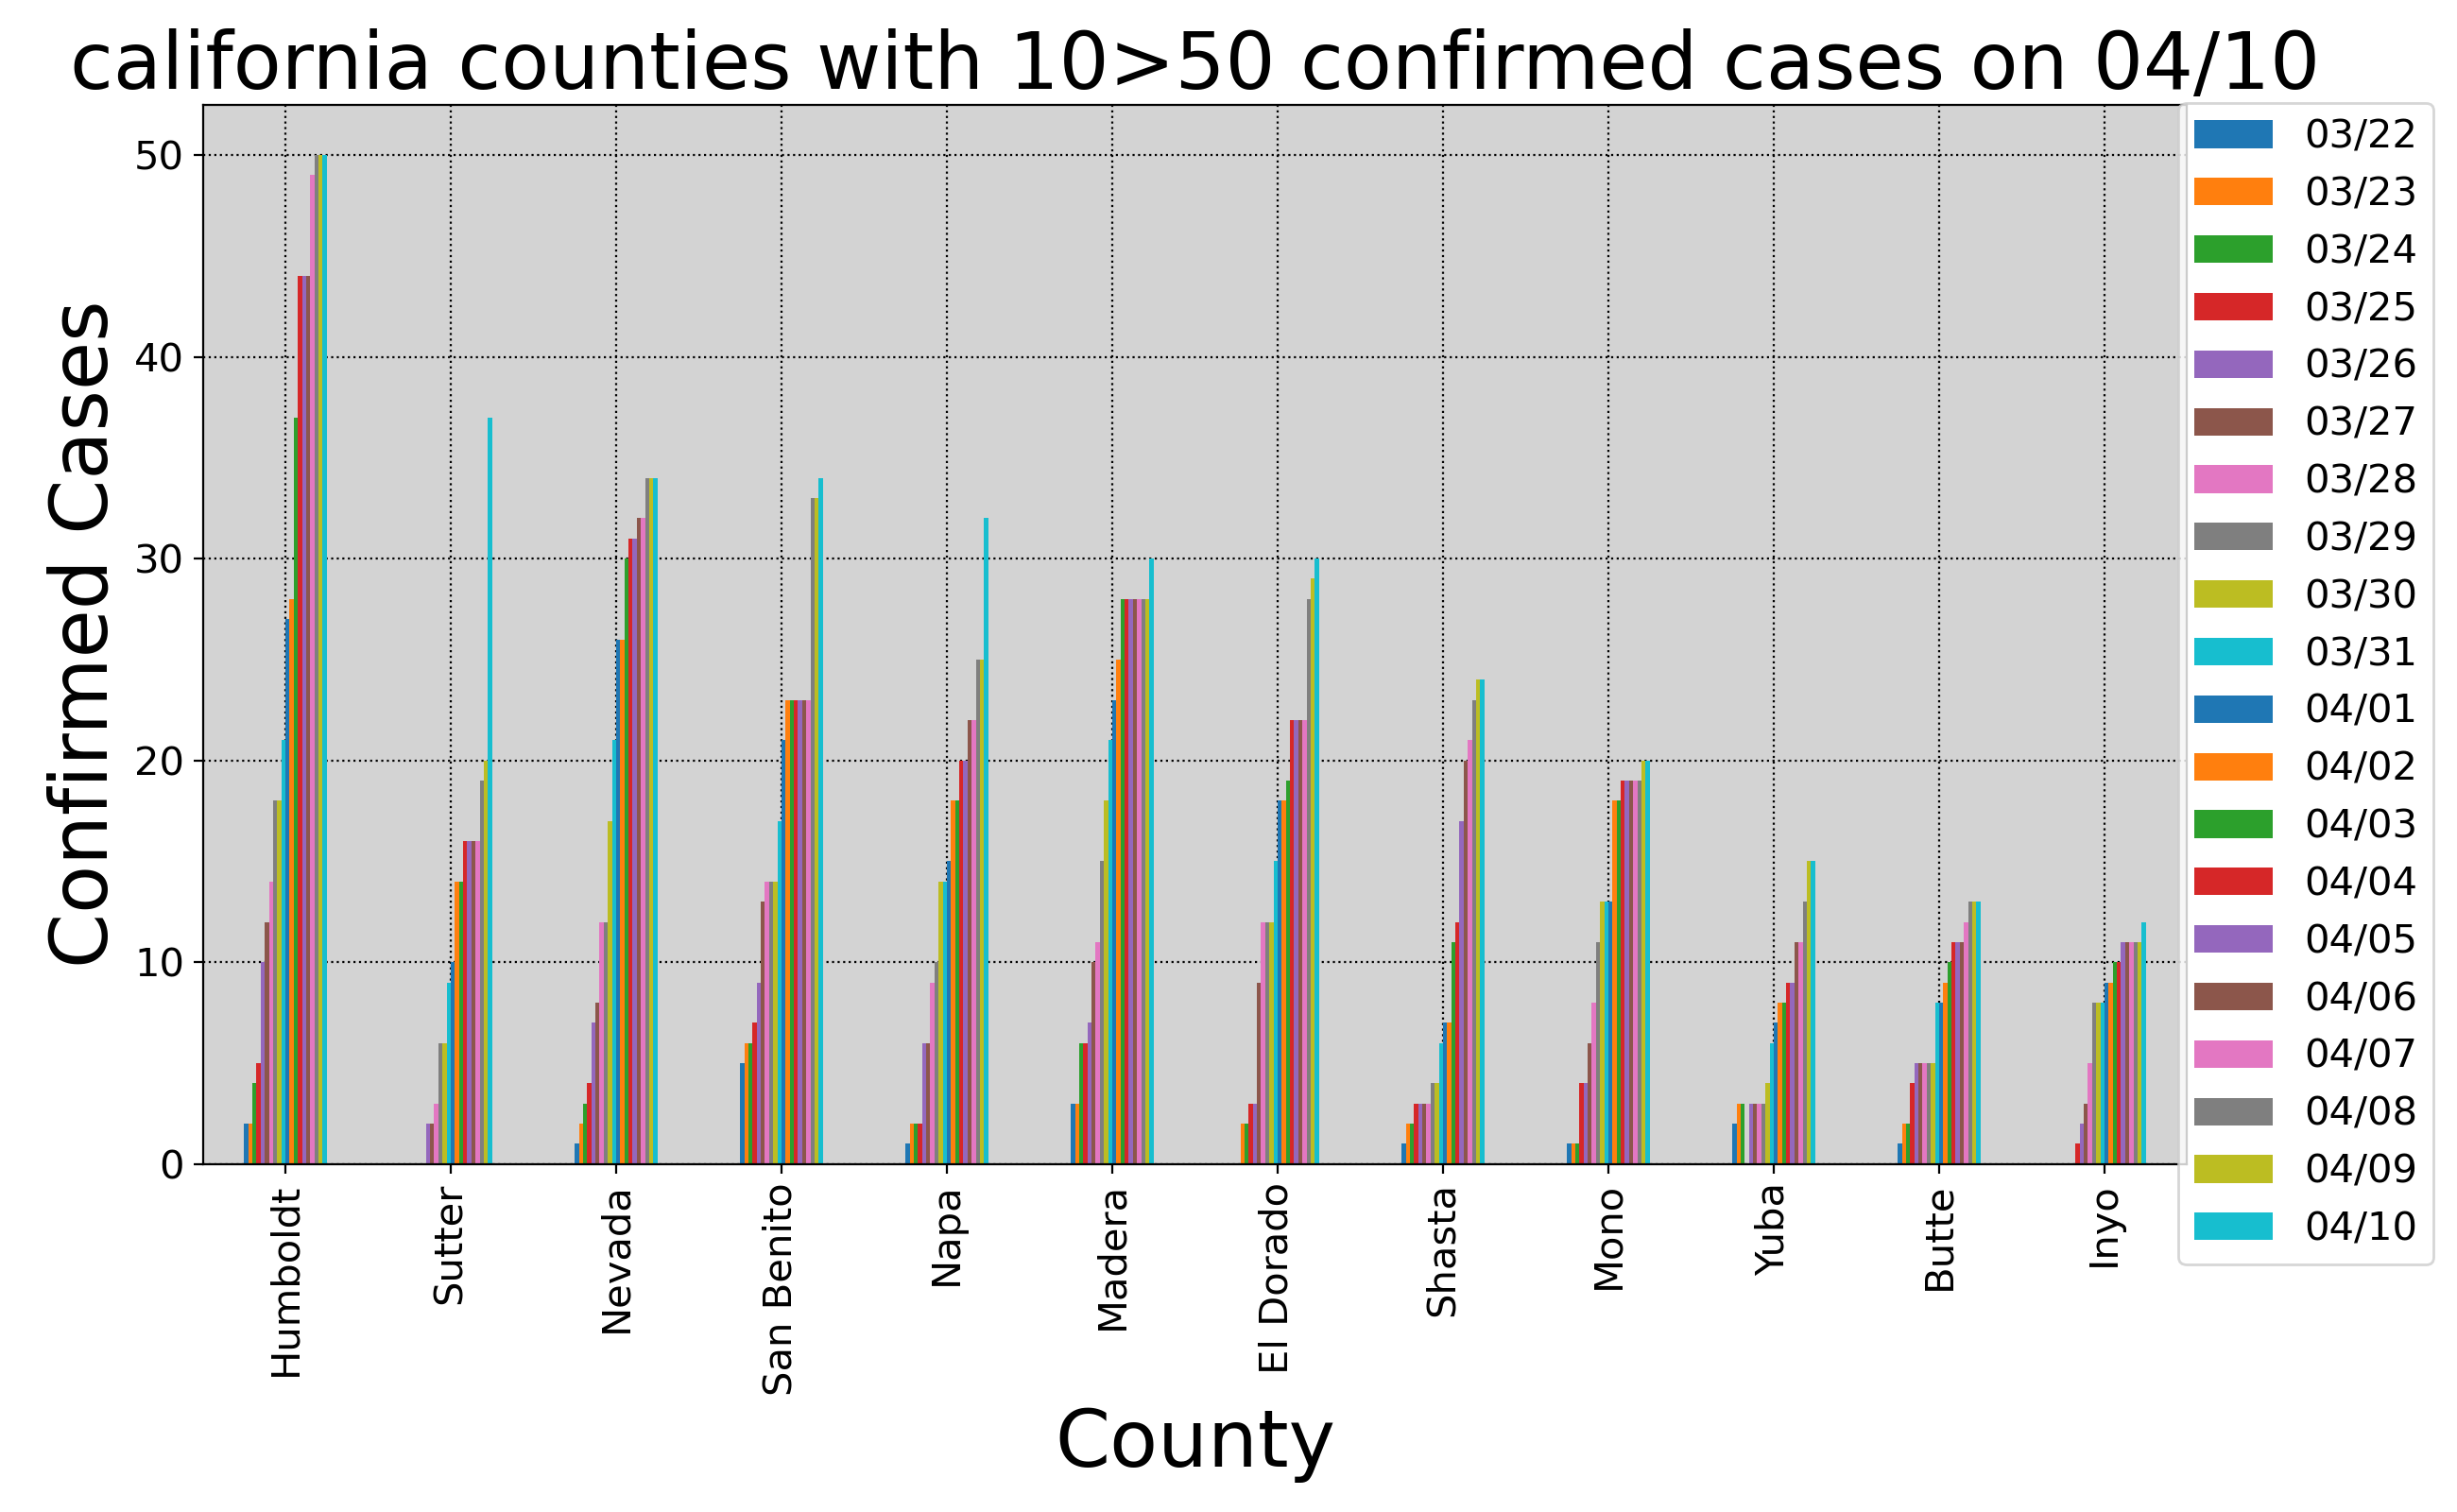 california counties with 10>50 confirmed cases on 04/10
Confirmed Cases
50
40
30
20
10
0
Humboldt
Sutter
Nevada
San Benito
Napa
Madera
El Dorado
Shasta
Mono
Yuba
Butte
Inyo
County
03/22
03/23
03/24
03/25
03/26
03/27
03/28
03/29
03/30
03/31
04/01
04/02
04/03
04/04
04/05
04/06
04/07
04/08
04/09
04/10